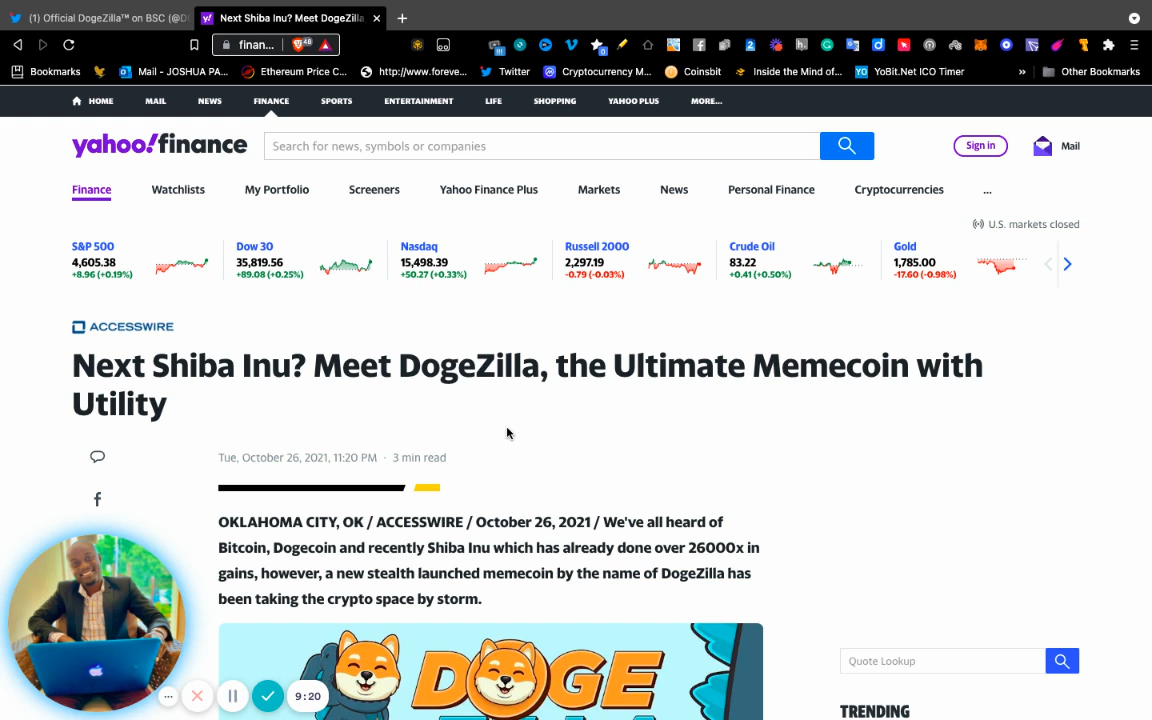 (1) Official DogeZilla™ on BSC (@D
Next Shiba Inu? Meet DogeZilla
finan...
48
Bookmarks
Mail - JOSHUA PA...
Ethereum Price C...
http://www.foreve...
Twitter
Cryptocurrency M...
Coinsbit
Inside the Mind of...
YO YoBit.Net ICO Timer
»
Other Bookmarks
HOME
MAIL
NEWS
FINANCE
SPORTS
ENTERTAINMENT
LIFE
SHOPPING
YAHOO PLUS
MORE...
yahoo!finance
Search for news, symbols or companies
Sign in
Mail
Finance
Watchlists
My Portfolio
Screeners
Yahoo Finance Plus
Markets
News
Personal Finance
Cryptocurrencies
...
U.S. markets closed
S&P 500
4,605.38
+8.96 (+0.19%)
Dow 30
35,819.56
+89.08 (+0.25%)
Nasdaq
15,498.39
+50.27 (+0.33%)
Russell 2000
2,297.19
-0.79 (-0.03%)
Crude Oil
83.22
+0.41 (+0.50%)
Gold
1,785.00
-17.60 (-0.98%)
ACCESSWIRE
Next Shiba Inu? Meet DogeZilla, the Ultimate Memecoin with
Utility
Tue, October 26, 2021, 11:20 PM · 3 min read
OKLAHOMA CITY, OK / ACCESSWIRE / October 26, 2021 / We've all heard of
Bitcoin, Dogecoin and recently Shiba Inu which has already done over 26000x in
gains, however, a new stealth launched memecoin by the name of DogeZilla has
been taking the crypto space by storm.
DOGE
Quote Lookup
TRENDING
9:20